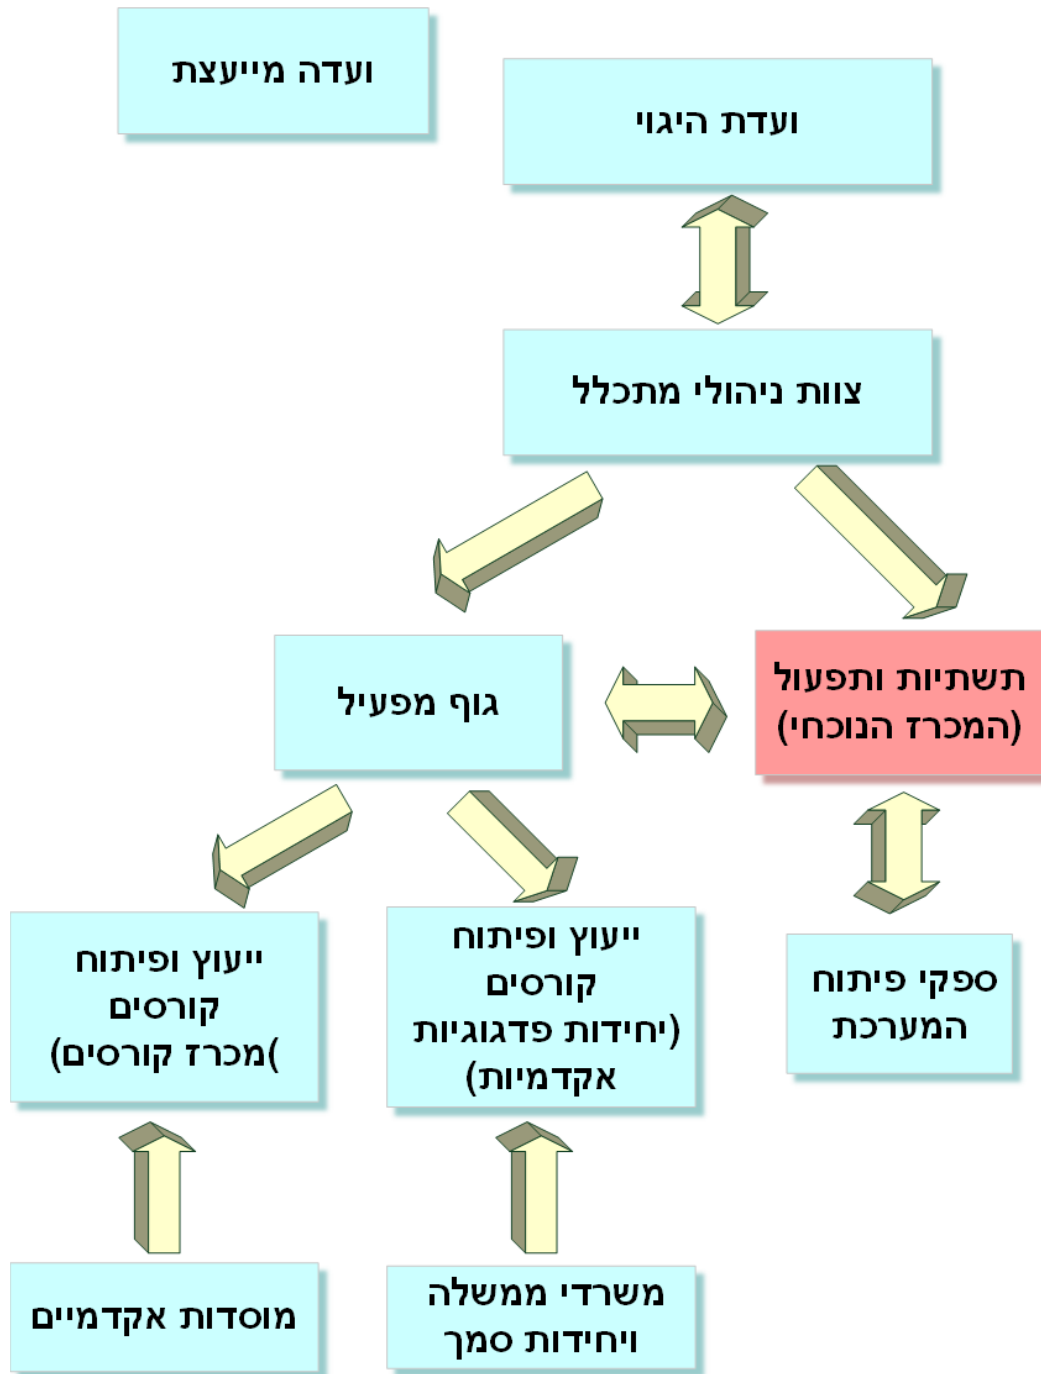 ועדה מייעצת
ועדת היגוי
צוות ניהולי מתכלל
תשתיות ותפעול
(המכרז הנוכחי)
גוף מפעיל
ייעוץ ופיתוח
קורסים
(יחידות פדגוגיות
אקדמיות)
ייעוץ ופיתוח
קורסים
)מכרז קורסים)
ספקי פיתוח
המערכת
משרדי ממשלה
ויחידות סמך
מוסדות אקדמיים